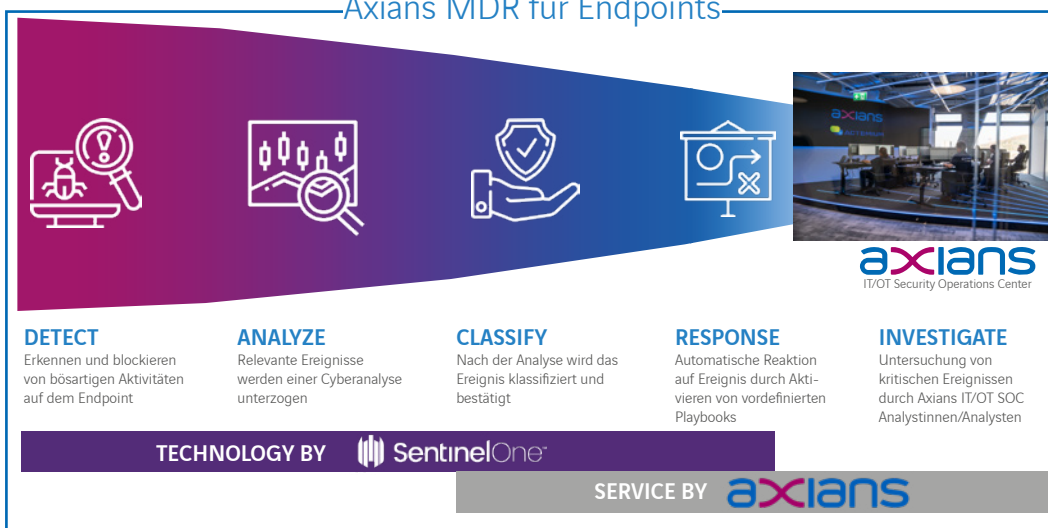 Axians MDR für Endpoints
axians
axians
IT/OT Security Operations Center
DETECT
Erkennen und blockieren
von bösartigen Aktivitäten
auf dem Endpoint
ANALYZE
Relevante Ereignisse
werden einer Cyberanalyse
unterzogen
CLASSIFY
Nach der Analyse wird das
Ereignis klassifiziert und
bestätigt
RESPONSE
Automatische Reaktion
auf Ereignis durch Akti-
vieren von vordefinierten
Playbooks
INVESTIGATE
Untersuchung von
kritischen Ereignissen
durch Axians IT/OT SOC
Analystinnen/Analysten
TECHNOLOGY BY SentinelOne
SERVICE BY axians